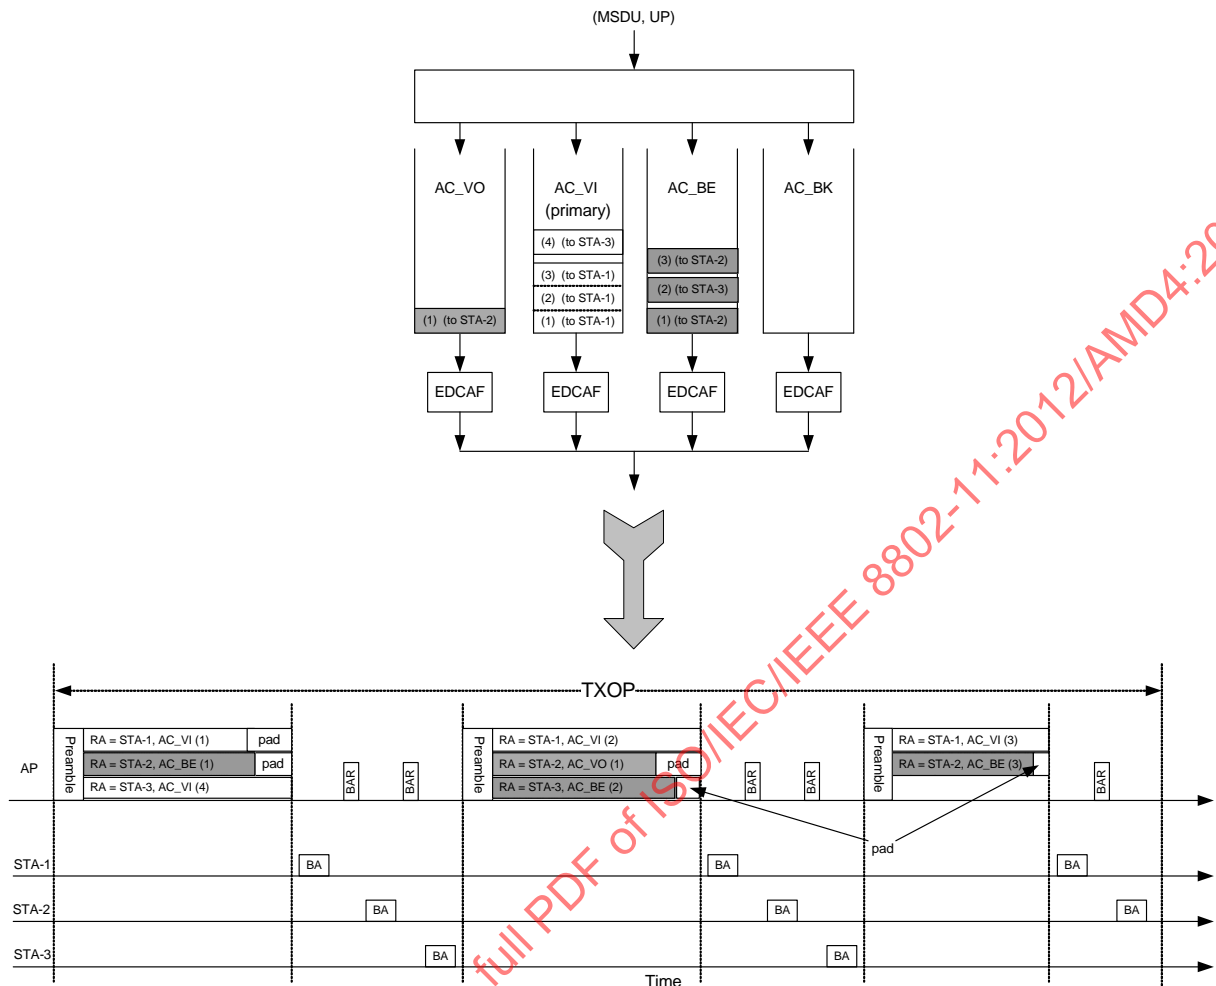 (MSDU, UP)
AC_VO
AC_VI
(primary)
AC_BE
AC_BK
(4) (to STA-3)
(3) (to STA-1)
(2) (to STA-1)
(1) (to STA-1)
(3) (to STA-2)
(2) (to STA-3)
(1) (to STA-2)
(1) (to STA-2)
EDCAF
EDCAF
EDCAF
EDCAF
full PDF of ISO/IEC/IEEE 8802-11:2012/AMD4:20
TXOP
AP
Preamble
RA = STA-1, AC_VI (1)
pad
RA = STA-2, AC_BE (1)
pad
RA = STA-3, AC_VI (4)
BAR
BAR
Preamble
RA = STA-1, AC_VI (2)
RA = STA-2, AC_VO (1)
pad
RA = STA-3, AC_BE (2)
BAR
BAR
Preamble
RA = STA-1, AC_VI (3)
RA = STA-2, AC_BE (3)
BAR
pad
STA-1
BA
BA
BA
STA-2
BA
BA
BA
STA-3
BA
BA
Time